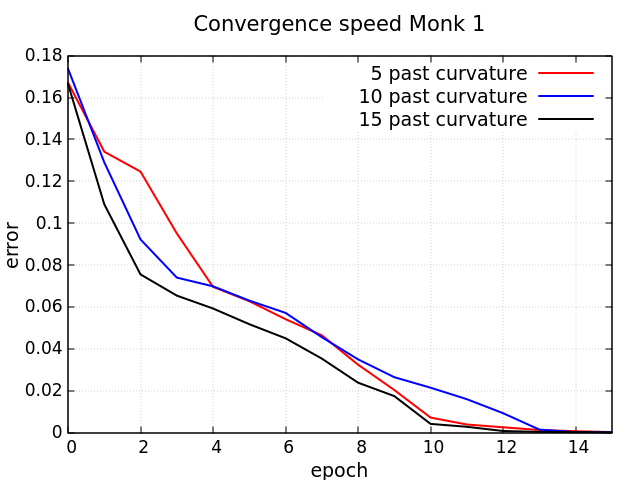 Convergence speed Monk 1
0.18
0.16
0.14
0.12
0.1
0.08
0.06
0.04
0.02
0
error
5 past curvature
10 past curvature
15 past curvature
0 2 4 6 8 10 12 14
epoch